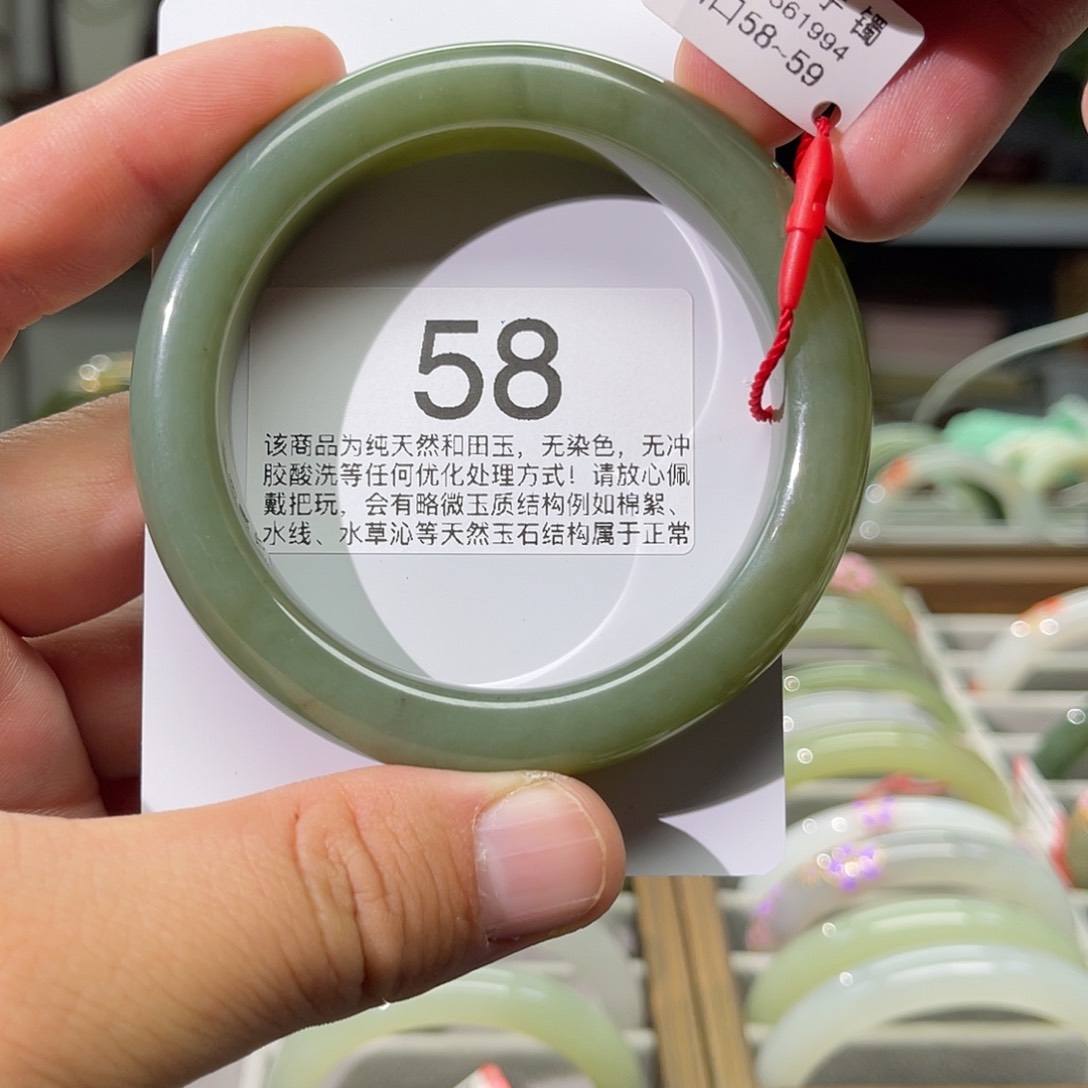 镯
361994
口58~59
58
该商品为纯天然和田玉，无染色，无冲
胶酸洗等任何优化处理方式！请放心佩
戴把玩，会有略微玉质结构例如棉絮、
水线、水草沁等天然玉石结构属于正常